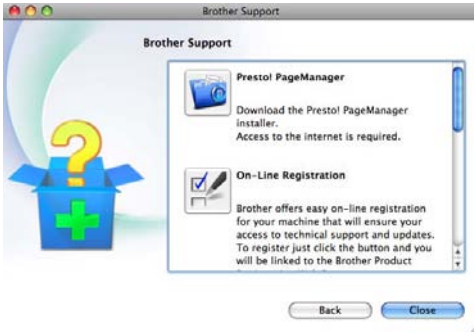 Brother Support
Brother Support
Presto! PageManager
Download the Presto! PageManager
installer.
Access to the internet is required.
On-Line Registration
Brother offers easy on-line registration
for your machine that will ensure your
access to technical support and updates.
To register just click the button and you
will be linked to the Brother Product
Back
Close